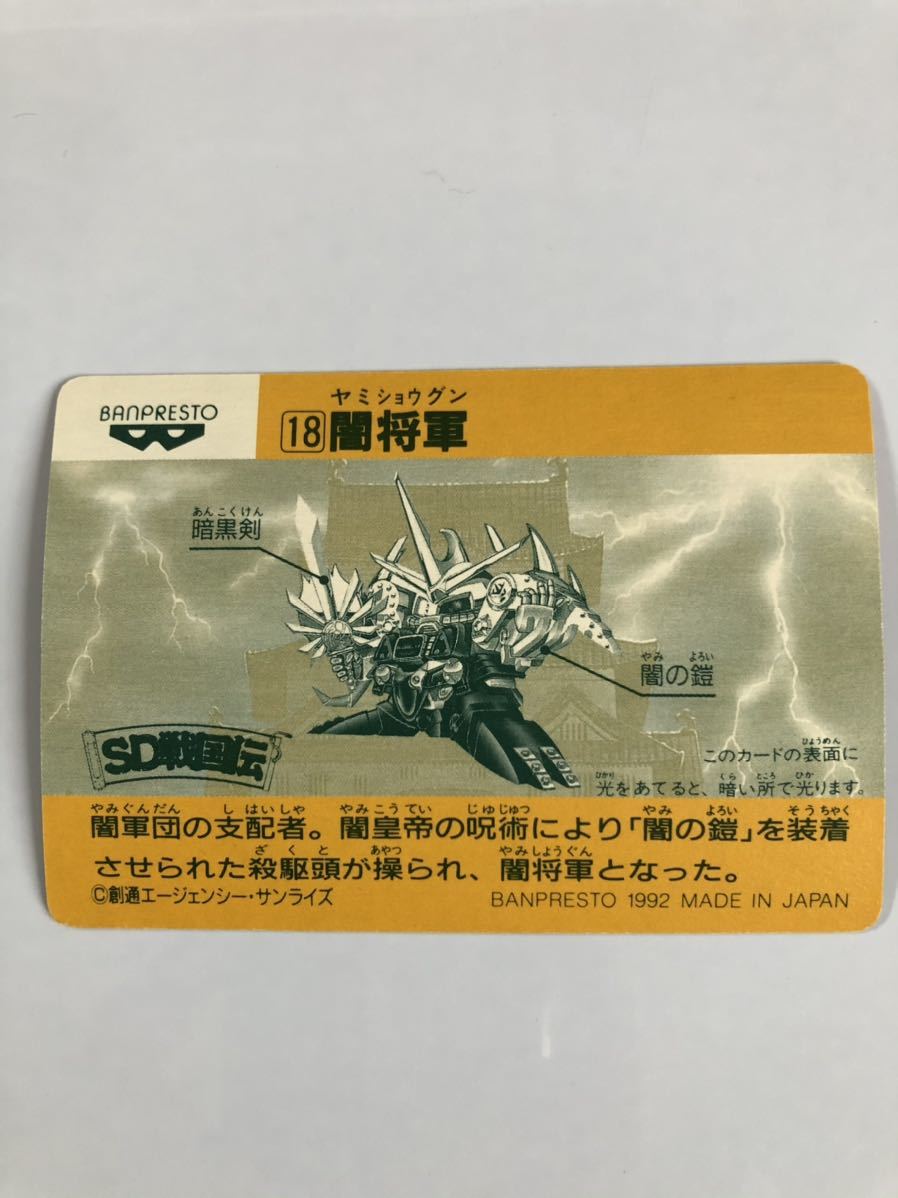 BANPRESTO
ヤミショウグン
18 闇将軍
あんこくけん
暗黒剣
やみ よろい
闇の鎧
SD戦国伝
ひょうめん
このカードの表面に
ひかり くら ところ ひか
光をあてると、暗い所で光ります。
やみぐんだん しはいしゃ やみこうてい じゅじゅつ やみ よろい そうちゃく
闇軍団の支配者。闇皇帝の呪術により「闇の鎧」を装着
ざくと あやつ やみしょうぐん
させられた殺駆頭が操られ、闇将軍となった。
©創通エージェンシー・サンライズ
BANPRESTO 1992 MADE IN JAPAN